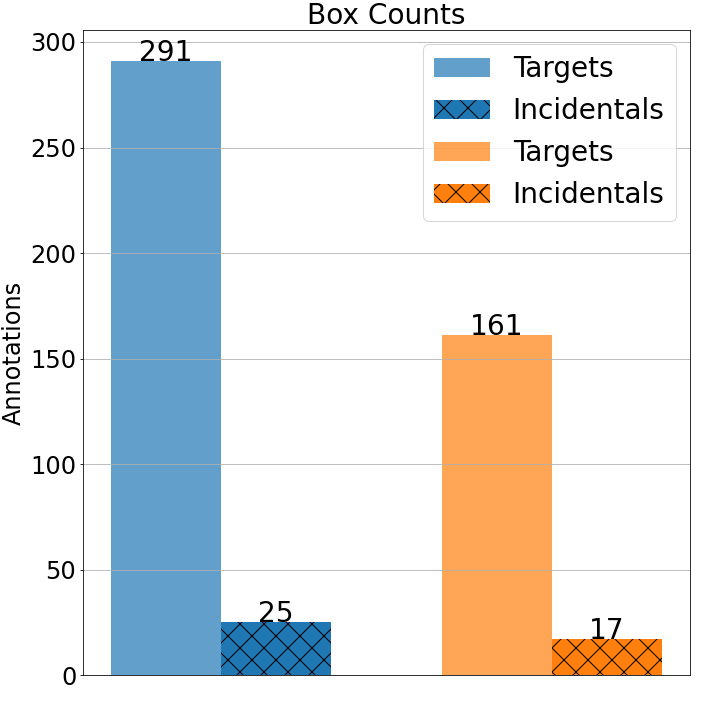 Box Counts
300
250
200
150
100
50
0
Annotations
291
25
161
17
Targets
Incidentals
Targets
Incidentals